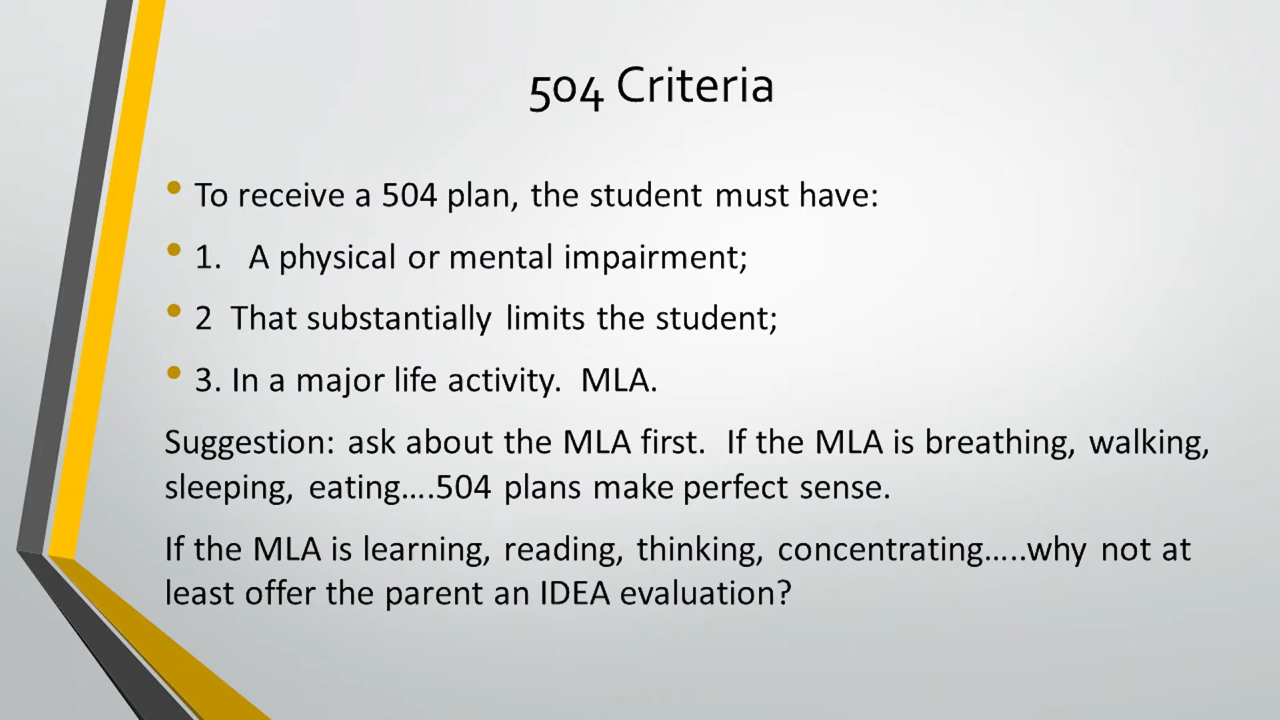 504 Criteria
• To receive a 504 plan, the student must have:
• 1. A physical or mental impairment;
• 2 That substantially limits the student;
• 3. In a major life activity. MLA.
Suggestion: ask about the MLA first. If the MLA is breathing, walking,
sleeping, eating....504 plans make perfect sense.
If the MLA is learning, reading, thinking, concentrating.....why not at
least offer the parent an IDEA evaluation?